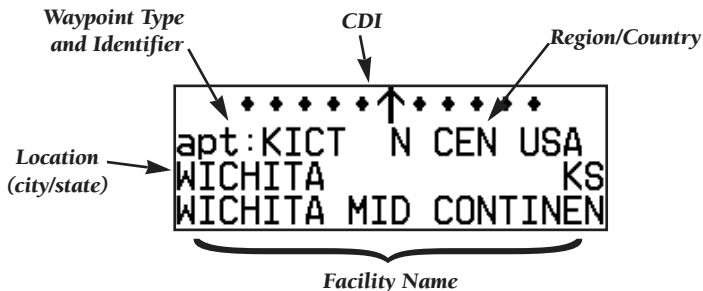 Waypoint Type
and Identifier
CDI
Region/Country
apt:KICT N CEN USA
Location
(city/state)
WICHITA KS
WICHITA MID CONTINEN
Facility Name